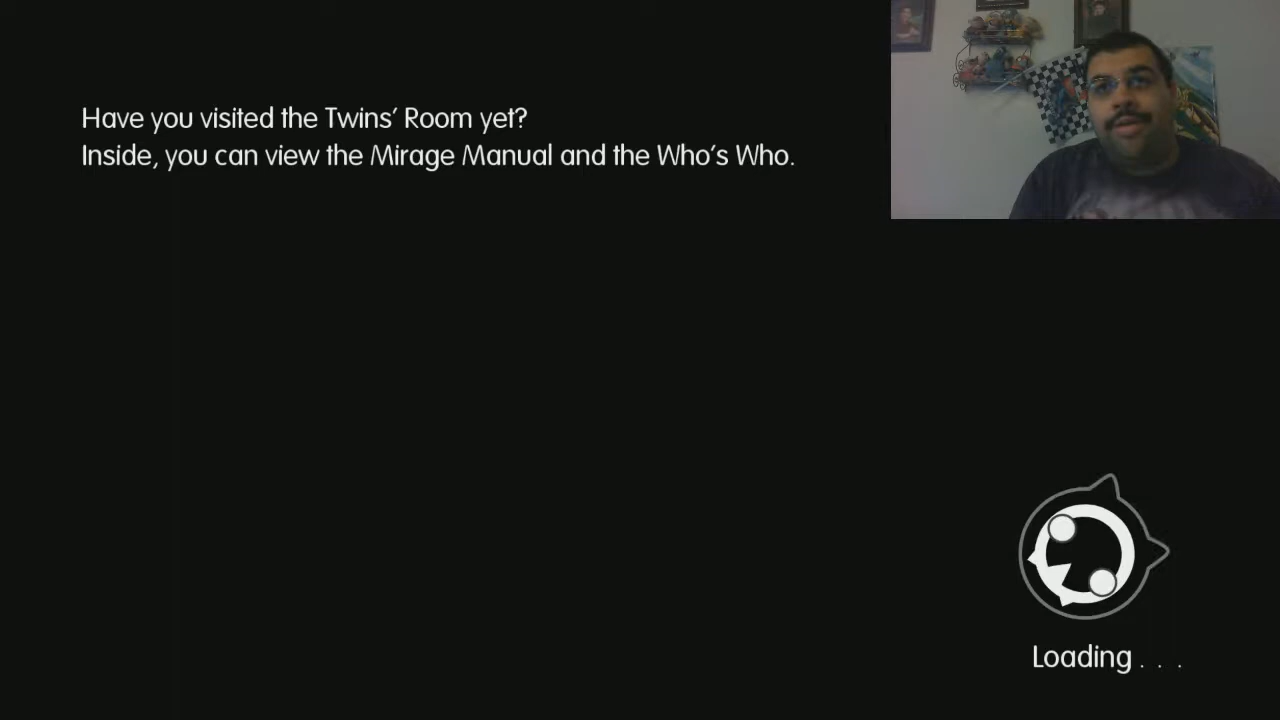 Have you visited the Twins' Room yet?
Inside, you can view the Mirage Manual and the Who's Who.
Loading . . .